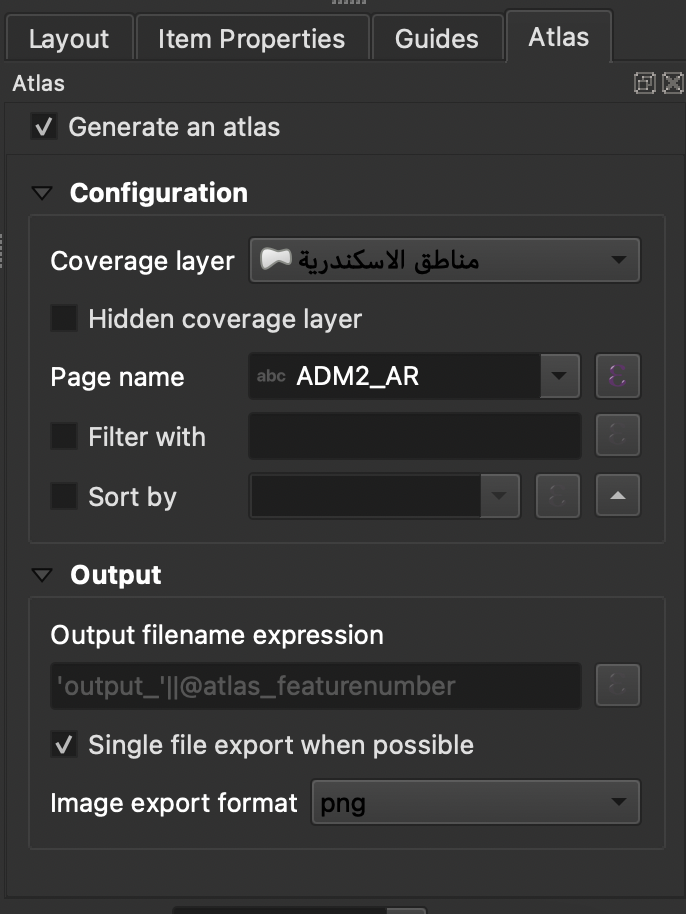 Layout Item Properties Guides Atlas
Atlas
Generate an atlas
Configuration
Coverage layer مناطق الاسكندرية
Hidden coverage layer
Page name abc ADM2_AR
Filter with
Sort by
Output
Output filename expression
'output_'||@atlas_featurenumber
Single file export when possible
Image export format png